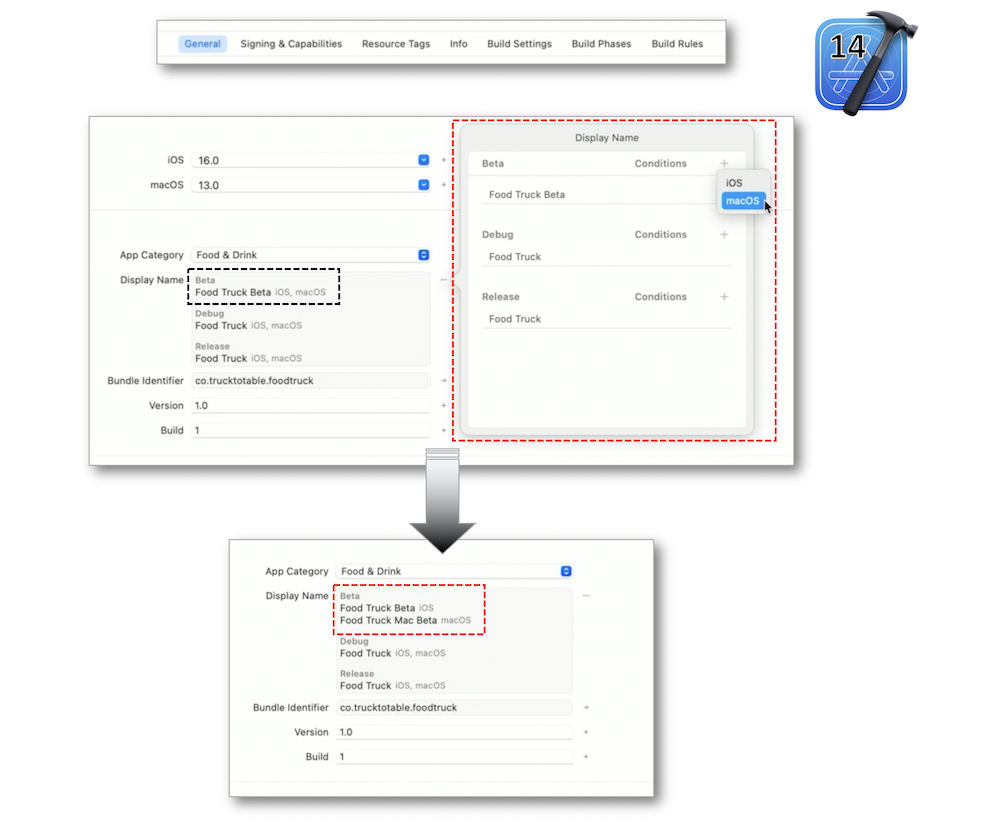 General Signing & Capabilities Resource Tags Info Build Settings Build Phases Build Rules
14
iOS 16.0
macOS 13.0
App Category Food & Drink
Display Name Beta
Food Truck Beta iOS, macOS
Debug
Food Truck iOS, macOS
Release
Food Truck iOS, macOS
Bundle Identifier co.trucktotable.foodtruck
Version 1.0
Build 1
Display Name
Beta Conditions +
iOS
macOS
Food Truck Beta
Debug Conditions +
Food Truck
Release Conditions +
Food Truck
App Category Food & Drink
Display Name Beta
Food Truck Beta iOS
Food Truck Mac Beta macOS
Debug
Food Truck iOS, macOS
Release
Food Truck iOS, macOS
Bundle Identifier co.trucktotable.foodtruck
Version 1.0
Build 1